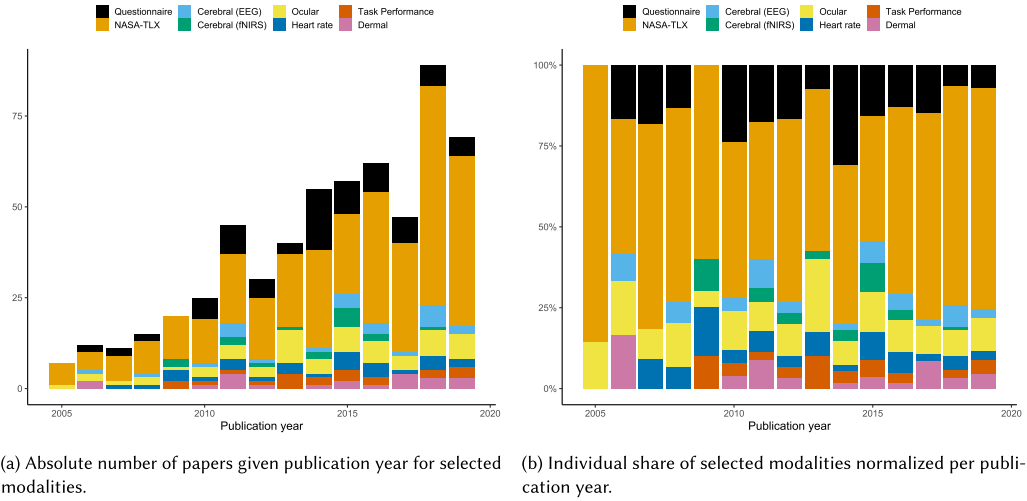 Questionnaire Cerebral (EEG) Ocular Task Performance
NASA-TLX Cerebral (fNIRS) Heart rate Dermal
75
50
25
0
2005 2010 2015 2020
Publication year
(a) Absolute number of papers given publication year for selected
modalities.
Questionnaire Cerebral (EEG) Ocular Task Performance
NASA-TLX Cerebral (fNIRS) Heart rate Dermal
100%
75%
50%
25%
0%
2005 2010 2015 2020
Publication year
(b) Individual share of selected modalities normalized per publi-
cation year.